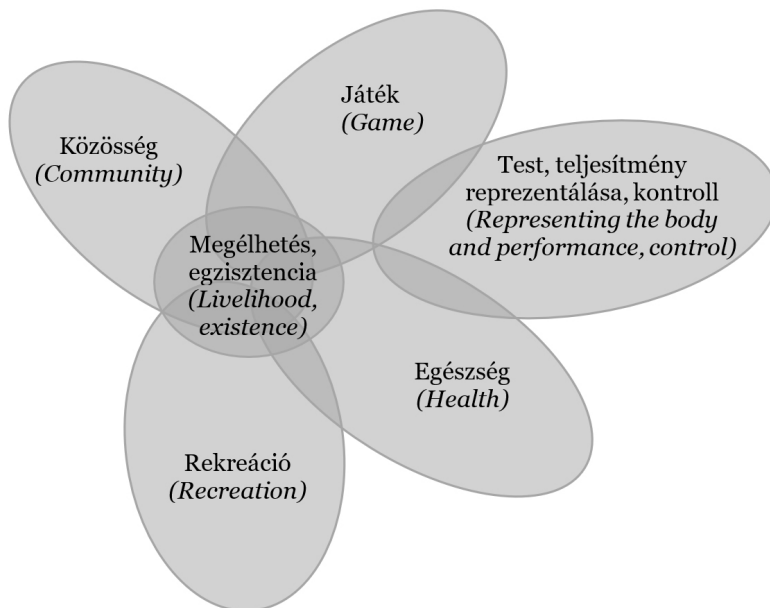 Játék
(Game)
Közösség
(Community)
Test, teljesítmény
reprezentálása, kontroll
(Representing the body
and performance, control)
Megélhetés,
egzisztencia
(Livelihood,
existence)
Egészség
(Health)
Rekreáció
(Recreation)